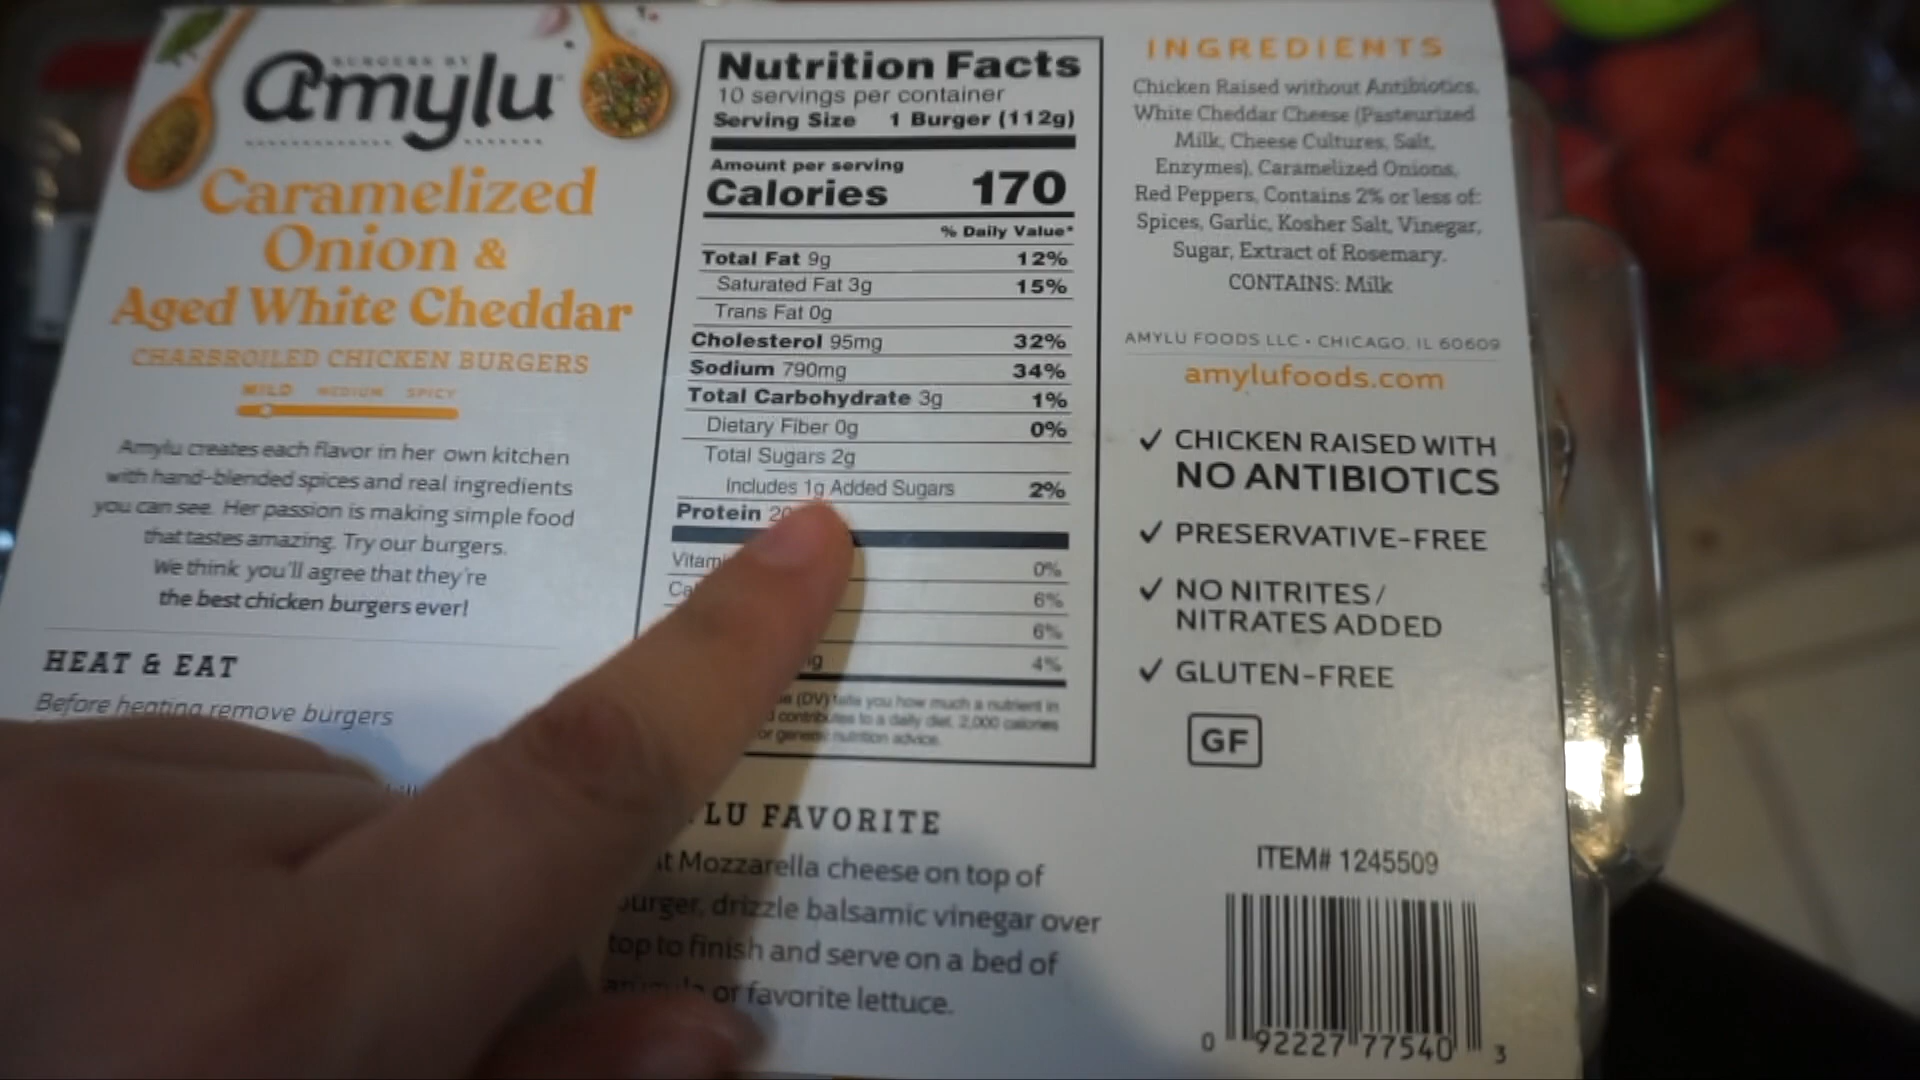 BURGERS BY
amylu
Caramelized
Onion &
Aged White Cheddar
CHARBROILED CHICKEN BURGERS
MILD MEDIUM SPICY
Amylu creates each flavor in her own kitchen
with hand-blended spices and real ingredients
you can see. Her passion is making simple food
that tastes amazing. Try our burgers.
We think you'll agree that they're
the best chicken burgers ever!
HEAT & EAT
Before heating remove burgers
Nutrition Facts
10 servings per container
Serving Size 1 Burger (112g)
Amount per serving
Calories 170
% Daily Value*
Total Fat 9g 12%
Saturated Fat 3g 15%
Trans Fat 0g
Cholesterol 95mg 32%
Sodium 790mg 34%
Total Carbohydrate 3g 1%
Dietary Fiber 0g 0%
Total Sugars 2g
Includes 1g Added Sugars 2%
Protein
0%
6%
6%
4%
(DV) tells you how much a nutrient in
contributes to a daily diet. 2,000 calories
general nutrition advice.
LU FAVORITE
Mozzarella cheese on top of
burger, drizzle balsamic vinegar over
top to finish and serve on a bed of
or favorite lettuce.
INGREDIENTS
Chicken Raised without Antibiotics,
White Cheddar Cheese (Pasteurized
Milk, Cheese Cultures, Salt,
Enzymes), Caramelized Onions,
Red Peppers, Contains 2% or less of:
Spices, Garlic, Kosher Salt, Vinegar,
Sugar, Extract of Rosemary.
CONTAINS: Milk
AMYLU FOODS LLC • CHICAGO, IL 60609
amylufoods.com
✓ CHICKEN RAISED WITH
NO ANTIBIOTICS
✓ PRESERVATIVE-FREE
✓ NO NITRITES /
NITRATES ADDED
✓ GLUTEN-FREE
GF
ITEM# 1245509
0 92227 77540 3